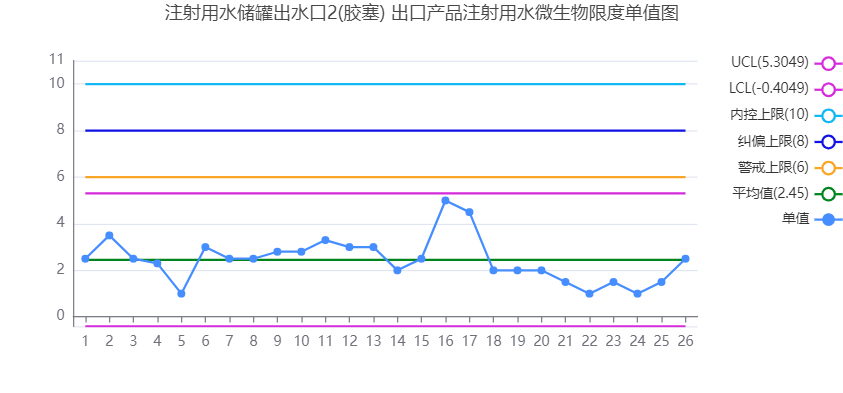 注射用水储罐出水口2(胶塞) 出口产品注射用水微生物限度单值图
UCL(5.3049)
LCL(-0.4049)
内控上限(10)
纠偏上限(8)
警戒上限(6)
平均值(2.45)
单值
11
10
8
6
4
2
0
1 2 3 4 5 6 7 8 9 10 11 12 13 14 15 16 17 18 19 20 21 22 23 24 25 26